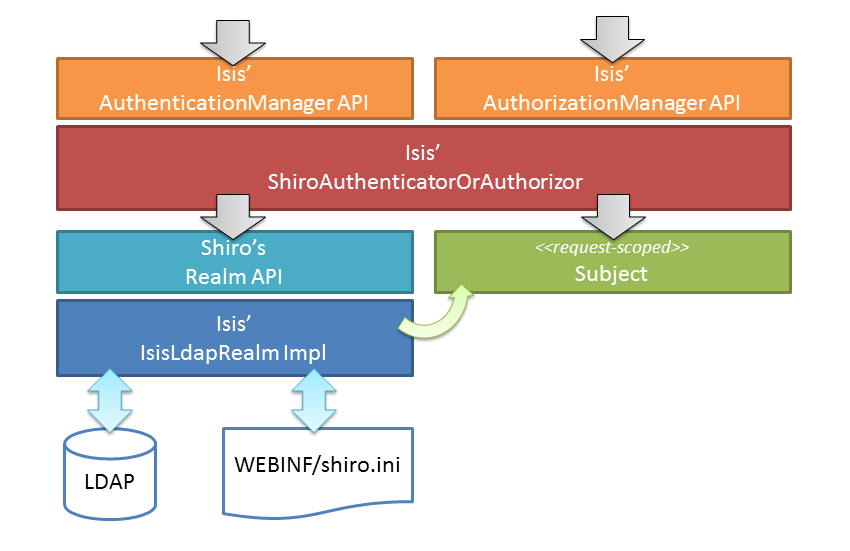 Isis’
AuthenticationManager API
Isis’
AuthorizationManager API
Isis’
ShiroAuthenticatorOrAuthorizor
Shiro’s
Realm API
<<request-scoped>>
Subject
Isis’
IsisLdapRealm Impl
LDAP
WEBINF/shiro.ini